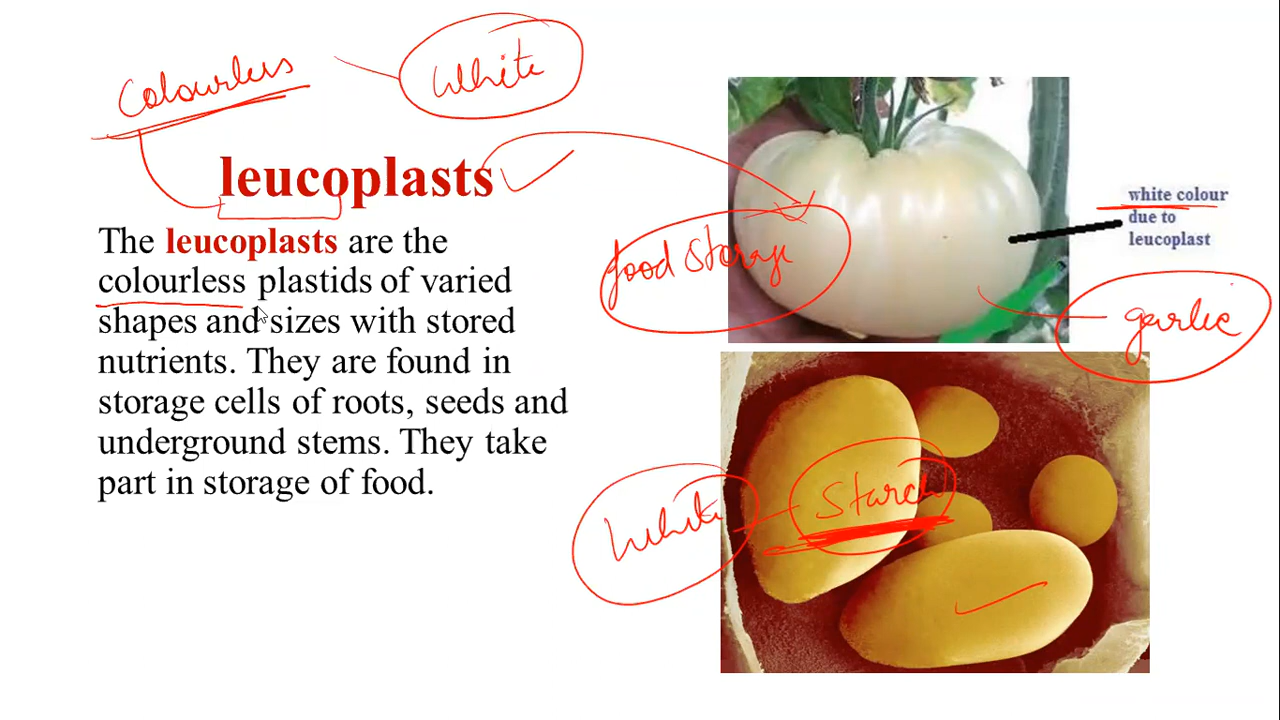 Colourless
White
leucoplasts
The leucoplasts are the
colourless plastids of varied
shapes and sizes with stored
nutrients. They are found in
storage cells of roots, seeds and
underground stems. They take
part in storage of food.
white colour
due to
leucoplast
food storage
garlic
White
Starch